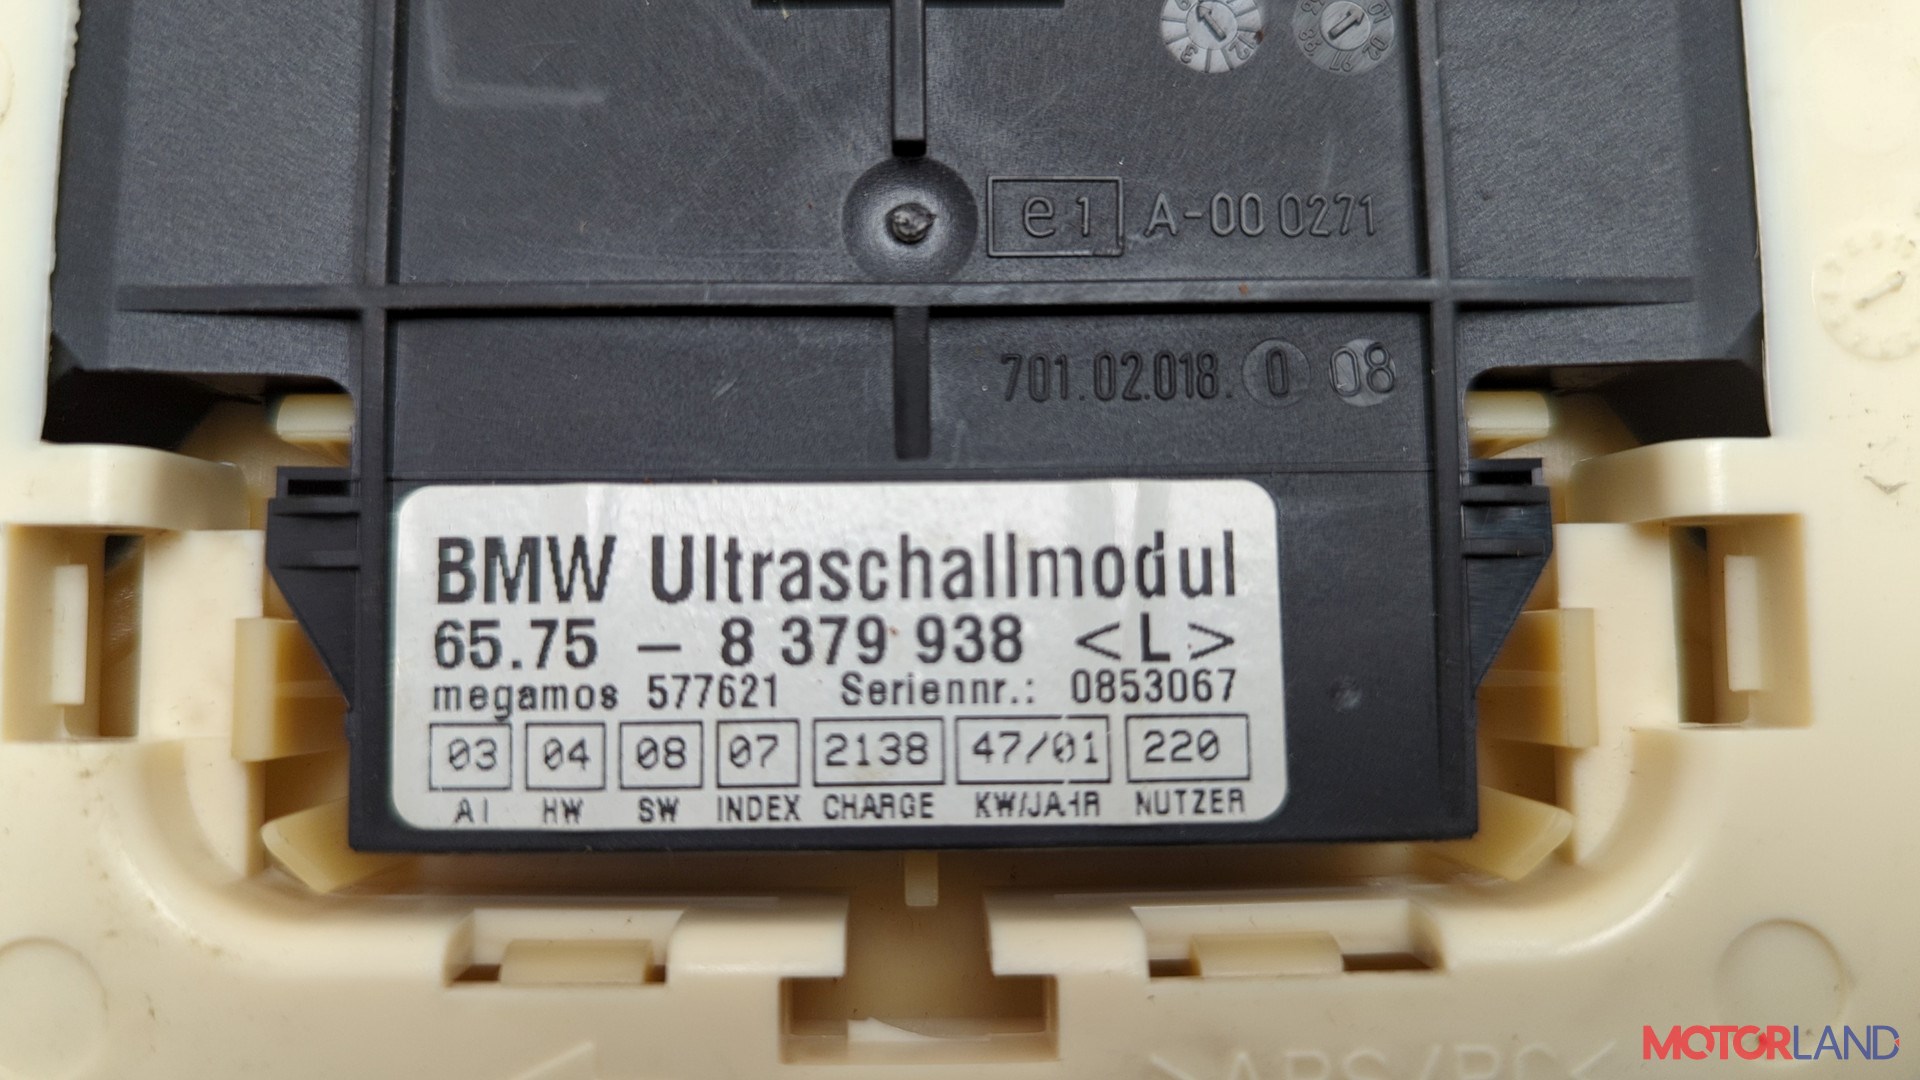 e1 A-00 0271
701.02.018. 0 08
BMW Ultraschallmodul
65.75 – 8 379 938 <L>
megamos 577621 Seriennr.: 0853067
03 04 08 07 2138 47/01 220
AI HW SW INDEX CHARGE KW/JAHR NUTZER
MOTORLAND